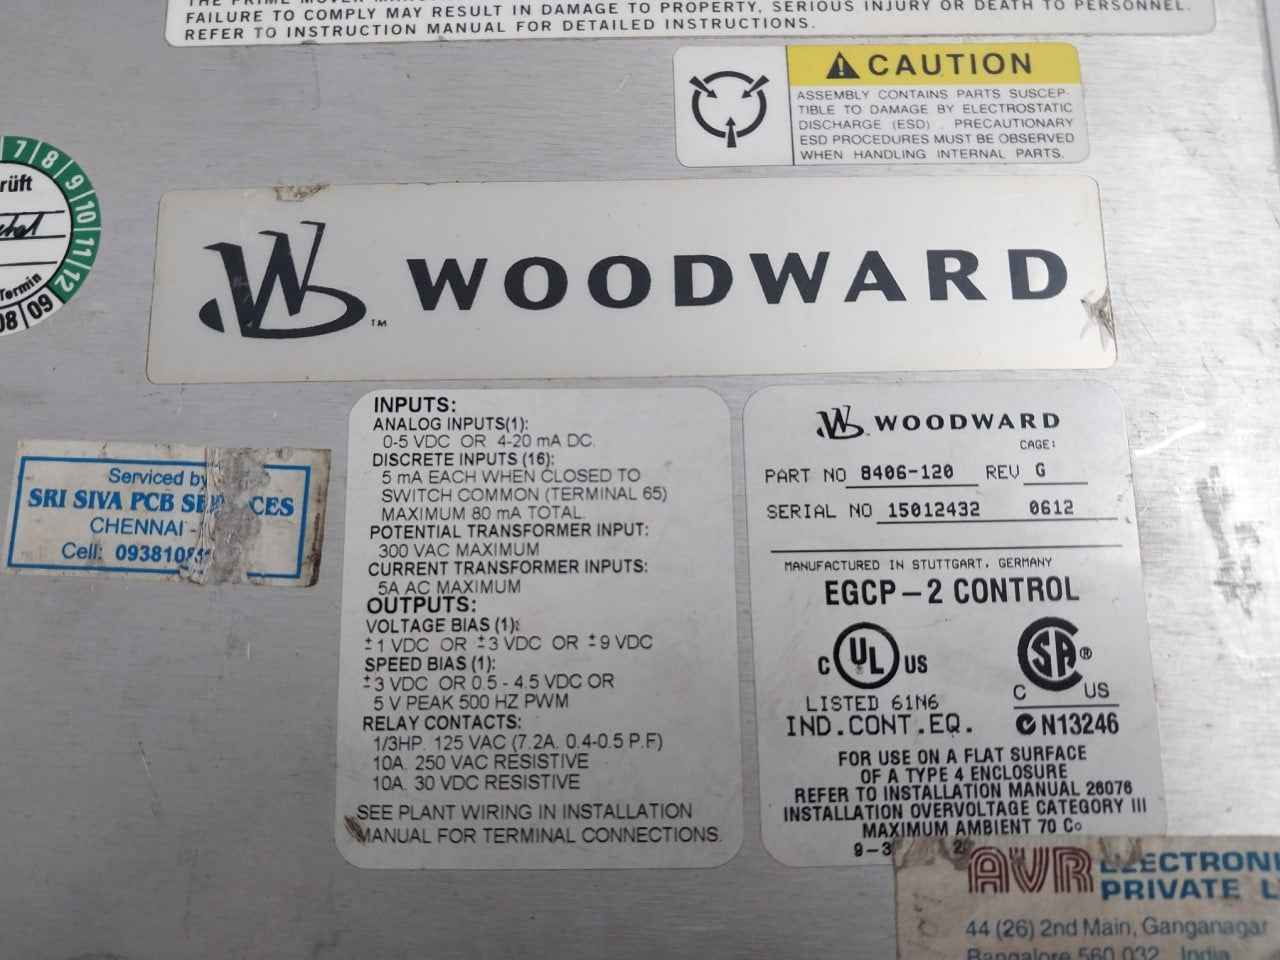 FAILURE TO COMPLY MAY RESULT IN DAMAGE TO PROPERTY, SERIOUS INJURY OR DEATH TO PERSONNEL.
REFER TO INSTRUCTION MANUAL FOR DETAILED INSTRUCTIONS.
CAUTION
ASSEMBLY CONTAINS PARTS SUSCEP-
TIBLE TO DAMAGE BY ELECTROSTATIC
DISCHARGE (ESD). PRECAUTIONARY
ESD PROCEDURES MUST BE OBSERVED
WHEN HANDLING INTERNAL PARTS.
7 8 9 10 11 12
rüft
Termin
08 09
WOODWARD
TM
Serviced by
SRI SIVA PCB SE CES
CHENNAI -
Cell: 0938108
INPUTS:
ANALOG INPUTS(1):
0-5 VDC OR 4-20 mA DC.
DISCRETE INPUTS (16):
5 mA EACH WHEN CLOSED TO
SWITCH COMMON (TERMINAL 65)
MAXIMUM 80 mA TOTAL.
POTENTIAL TRANSFORMER INPUT:
300 VAC MAXIMUM
CURRENT TRANSFORMER INPUTS:
5A AC MAXIMUM
OUTPUTS:
VOLTAGE BIAS (1):
±1 VDC OR ±3 VDC OR ±9 VDC
SPEED BIAS (1):
±3 VDC OR 0.5 - 4.5 VDC OR
5 V PEAK 500 HZ PWM
RELAY CONTACTS:
1/3HP. 125 VAC (7.2A. 0.4-0.5 P.F)
10A. 250 VAC RESISTIVE
10A. 30 VDC RESISTIVE
SEE PLANT WIRING IN INSTALLATION
MANUAL FOR TERMINAL CONNECTIONS.
WOODWARD
CAGE:
PART NO 8406-120 REV G
SERIAL NO 15012432 0612
MANUFACTURED IN STUTTGART, GERMANY
EGCP-2 CONTROL
C UL US
SA ®
C US
LISTED 61N6
IND.CONT.EQ.
N13246
FOR USE ON A FLAT SURFACE
OF A TYPE 4 ENCLOSURE
REFER TO INSTALLATION MANUAL 26076
INSTALLATION OVERVOLTAGE CATEGORY III
MAXIMUM AMBIENT 70 Co
9-3
AVR ELECTRONI
PRIVATE L
44 (26) 2nd Main, Ganganagar
Bangalore 560 032 India